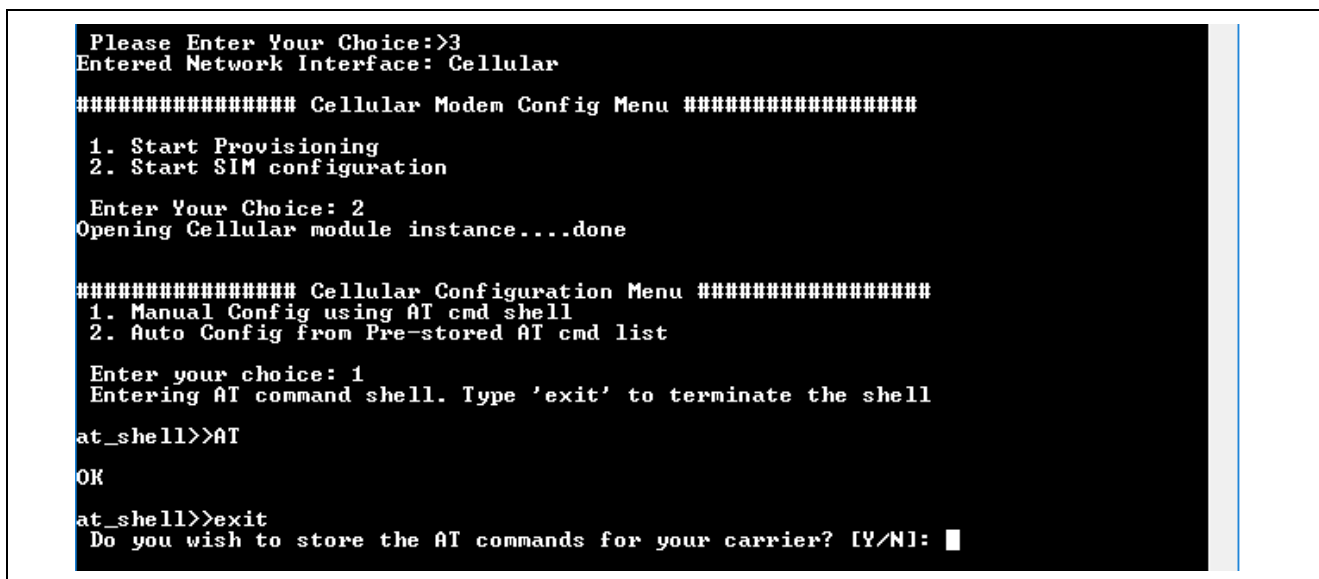 Please Enter Your Choice:>3
Entered Network Interface: Cellular
################ Cellular Modem Config Menu #################
1. Start Provisioning
2. Start SIM configuration
Enter Your Choice: 2
Opening Cellular module instance....done
################ Cellular Configuration Menu #################
1. Manual Config using AT cmd shell
2. Auto Config from Pre-stored AT cmd list
Enter your choice: 1
Entering AT command shell. Type 'exit' to terminate the shell
at_shell>>AT
OK
at_shell>>exit
Do you wish to store the AT commands for your carrier? [Y/N]: